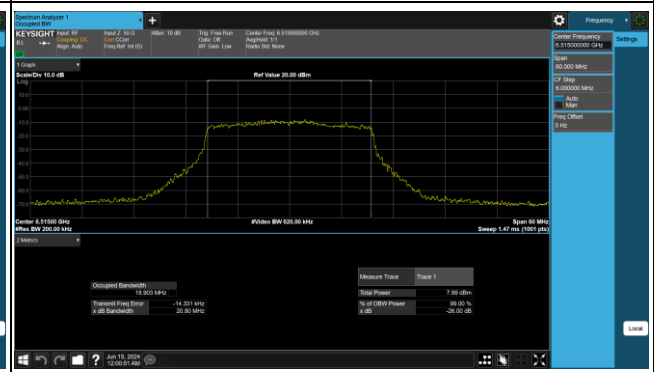 Spectrum Analyzer 1
Occupied BW
+
Frequency
KEYSIGHT
Input: RF
Input Z: 50 Ω
Atten: 10 dB
Trig: Free Run
Center Freq: 6.515000000 GHz
RL
Coupling: DC
Corr CCorr
Gate: Off
Avg|Hold: 1/1
Align: Auto
Freq Ref: Int (S)
#IF Gain: Low
Radio Std: None
Center Frequency
6.515000000 GHz
Settings
Span
60.000 MHz
CF Step
6.000000 MHz
Auto
Man
Freq Offset
0 Hz
1 Graph
Scale/Div 10.0 dB
Ref Value 20.00 dBm
Log
10.0
0.00
-10.0
-20.0
-30.0
-40.0
-50.0
-60.0
-70.0
Center 6.51500 GHz
#Video BW 620.00 kHz
Span 60 MHz
#Res BW 200.00 kHz
Sweep 1.47 ms (1001 pts)
2 Metrics
Measure Trace
Trace 1
Occupied Bandwidth
18.903 MHz
Total Power
7.99 dBm
Transmit Freq Error
-14.331 kHz
% of OBW Power
99.00 %
x dB Bandwidth
20.80 MHz
x dB
-26.00 dB
Local
?
Jun 15, 2024
12:00:51 AM